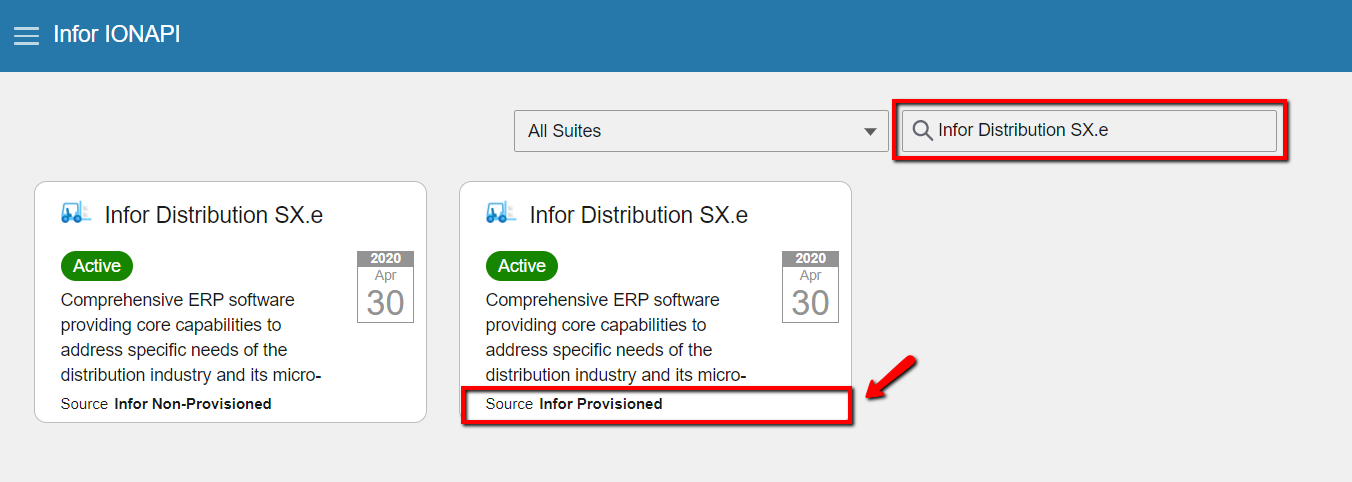 Infor IONAPI
All Suites
Infor Distribution SX.e
Infor Distribution SX.e
Active
2020
Apr
30
Comprehensive ERP software
providing core capabilities to
address specific needs of the
distribution industry and its micro-
Source Infor Non-Provisioned
Infor Distribution SX.e
Active
2020
Apr
30
Comprehensive ERP software
providing core capabilities to
address specific needs of the
distribution industry and its micro-
Source Infor Provisioned